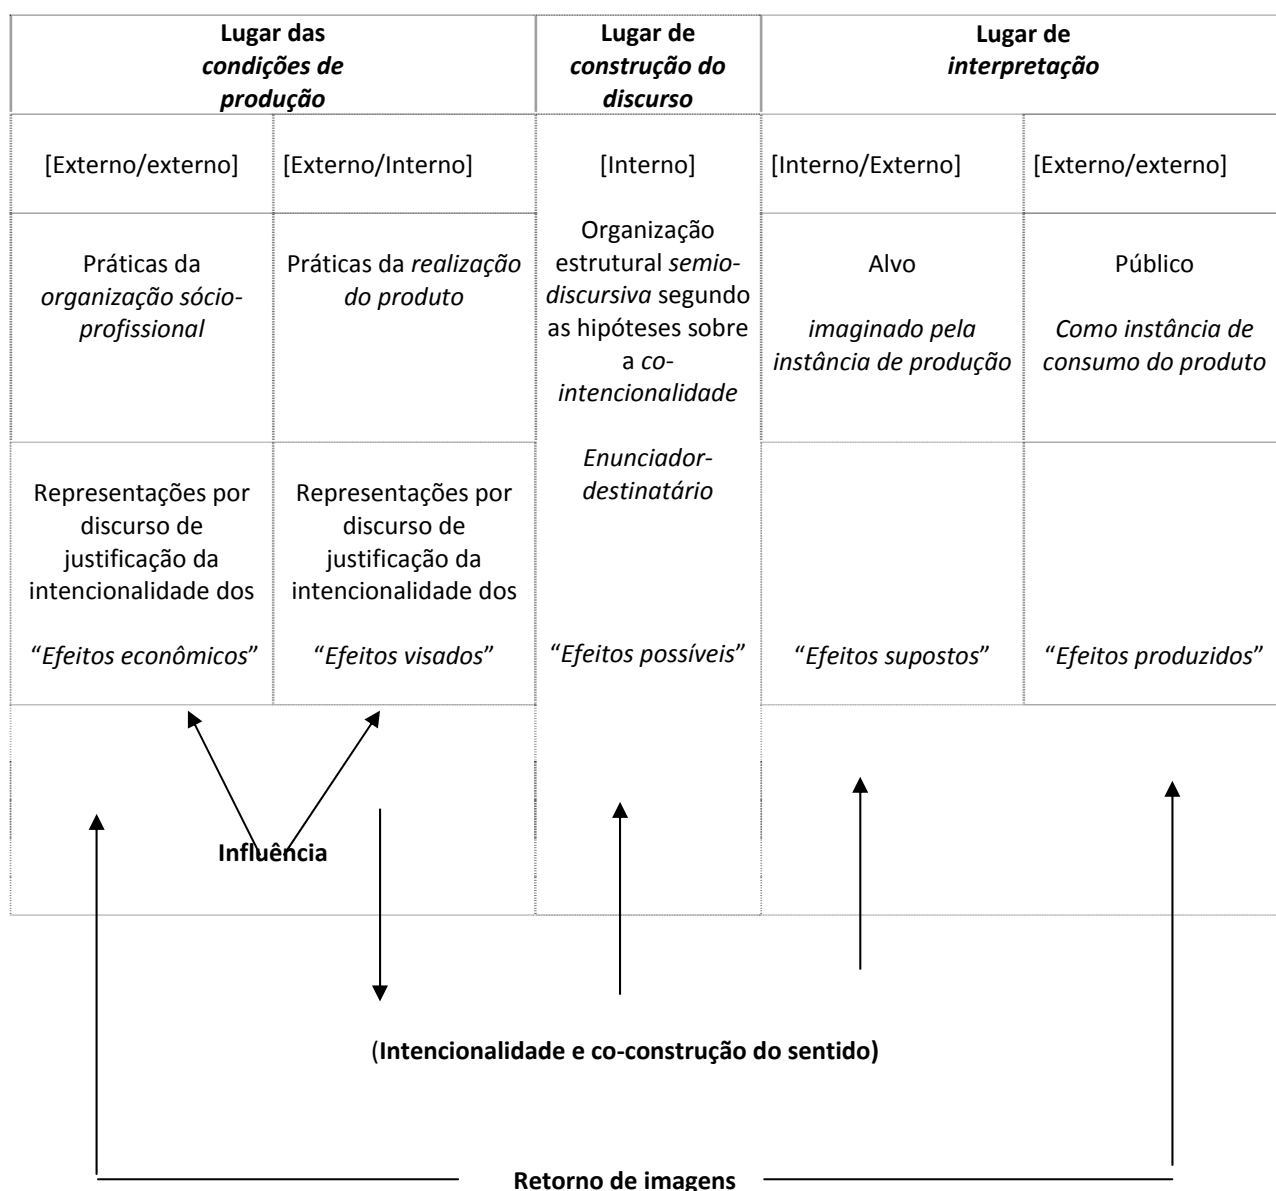 Lugar das
condições de
produção
Lugar de
construção do
discurso
Lugar de
interpretação
[Externo/externo]
[Externo/Interno]
[Interno]
[Interno/Externo]
[Externo/externo]
Práticas da
organização sócio-
profissional
Práticas da realização
do produto
Organização
estrutural semio-
discursiva segundo
as hipóteses sobre
a co-
intencionalidade
Enunciador-
destinatário
Alvo
imaginado pela
instância de produção
Público
Como instância de
consumo do produto
Representações por
discurso de
justificação da
intencionalidade dos
“Efeitos econômicos”
Representações por
discurso de
justificação da
intencionalidade dos
“Efeitos visados”
“Efeitos possíveis”
“Efeitos supostos”
“Efeitos produzidos”
Influência
(Intencionalidade e co-construção do sentido)
Retorno de imagens